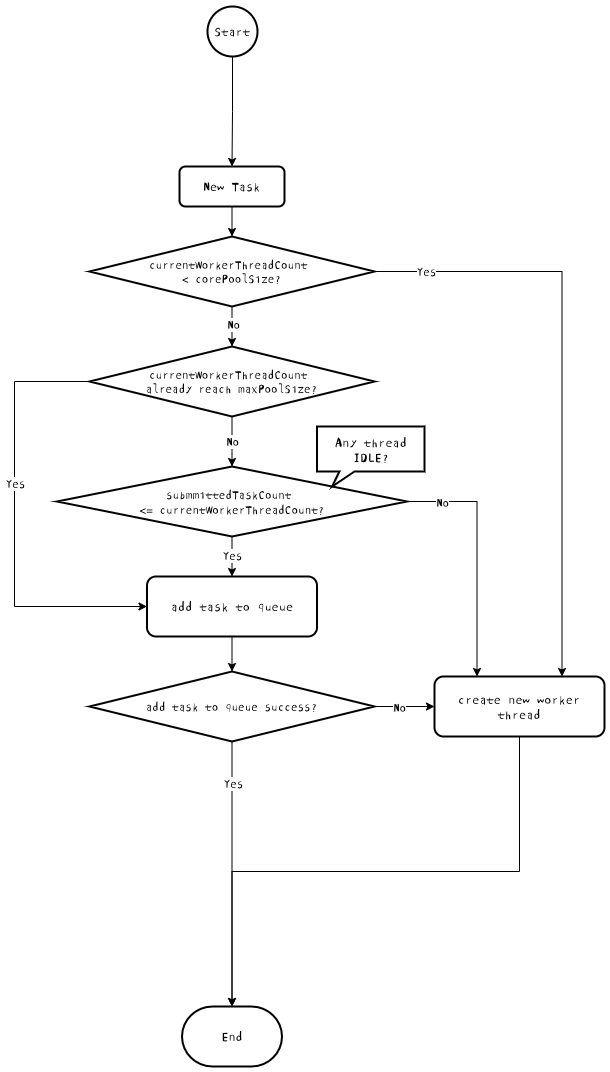 Start
New Task
currentWorkerThreadCount
< corePoolSize?
Yes
No
currentWorkerThreadCount
already reach maxPoolSize?
No
Any thread
IDLE?
Yes
submmittedTaskCount
<= currentWorkerThreadCount?
No
Yes
add task to queue
add task to queue success?
No
create new worker
thread
Yes
End